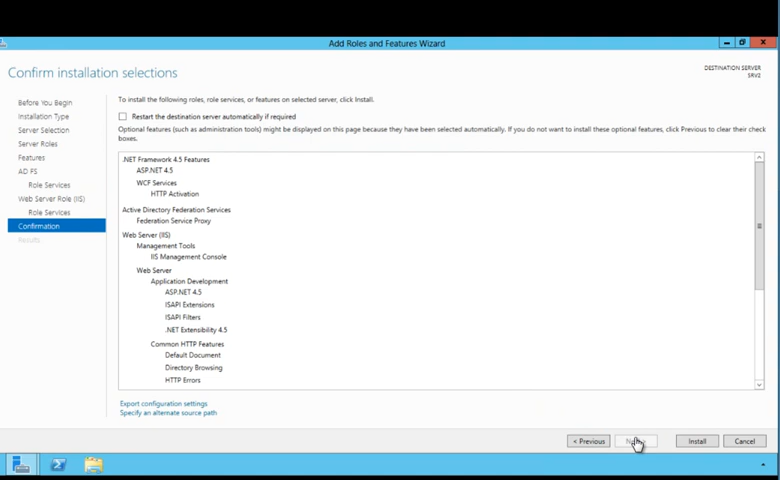 Add Roles and Features Wizard
Confirm installation selections
DESTINATION SERVER
SRV2
Before You Begin
Installation Type
Server Selection
Server Roles
Features
AD FS
Role Services
Web Server Role (IIS)
Role Services
Confirmation
Results
To install the following roles, role services, or features on selected server, click Install.
Restart the destination server automatically if required
Optional features (such as administration tools) might be displayed on this page because they have been selected automatically. If you do not want to install these optional features, click Previous to clear their check
boxes.
.NET Framework 4.5 Features
ASP.NET 4.5
WCF Services
HTTP Activation
Active Directory Federation Services
Federation Service Proxy
Web Server (IIS)
Management Tools
IIS Management Console
Web Server
Application Development
ASP.NET 4.5
ISAPI Extensions
ISAPI Filters
.NET Extensibility 4.5
Common HTTP Features
Default Document
Directory Browsing
HTTP Errors
Export configuration settings
Specify an alternate source path
< Previous
Install
Cancel